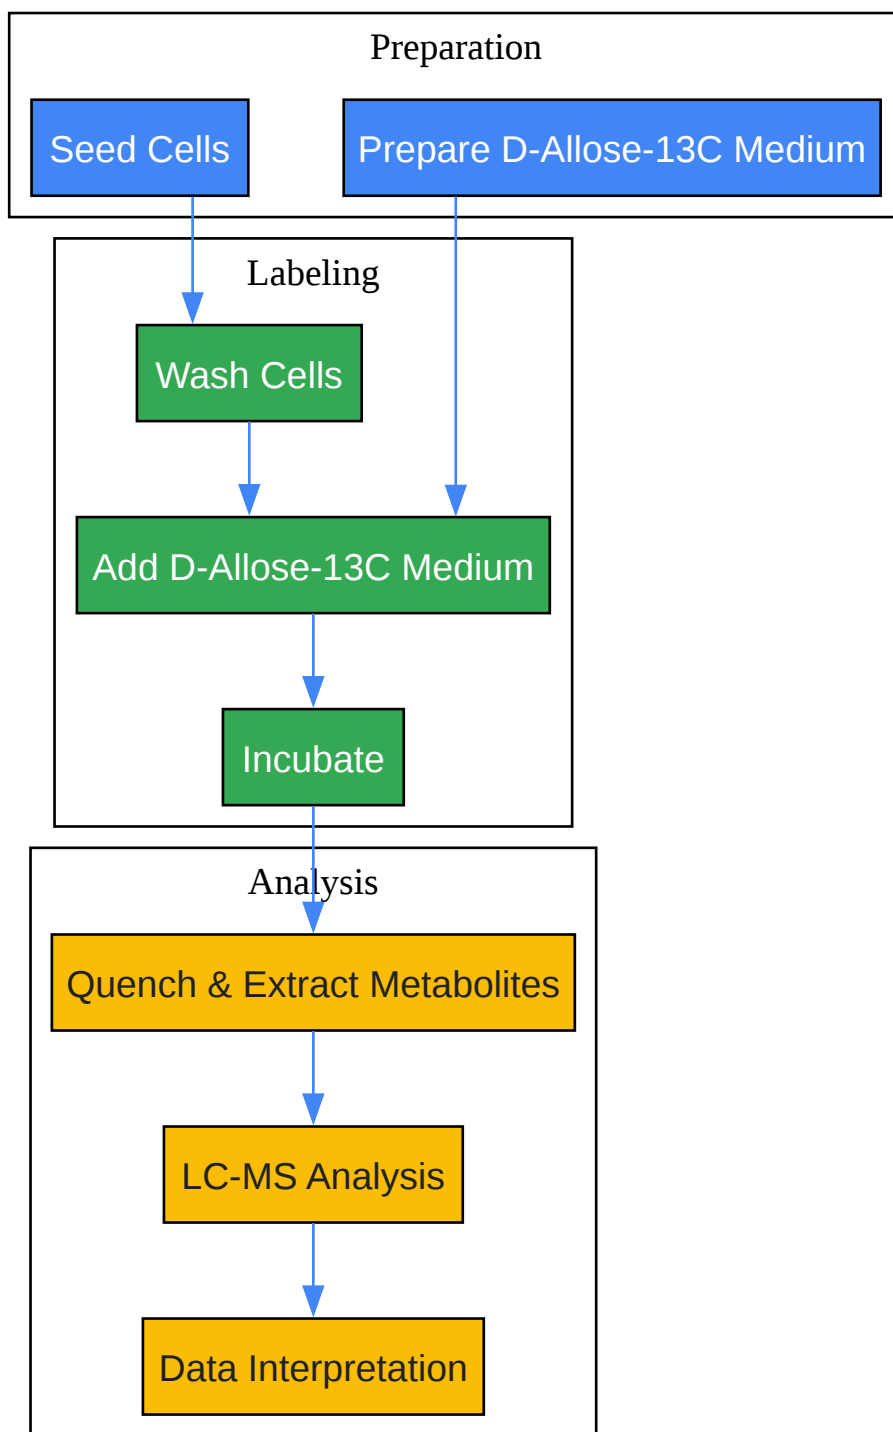 Preparation
Seed Cells
Prepare D-Allose-13C Medium
Labeling
Wash Cells
Add D-Allose-13C Medium
Incubate
Analysis
Quench & Extract Metabolites
LC-MS Analysis
Data Interpretation